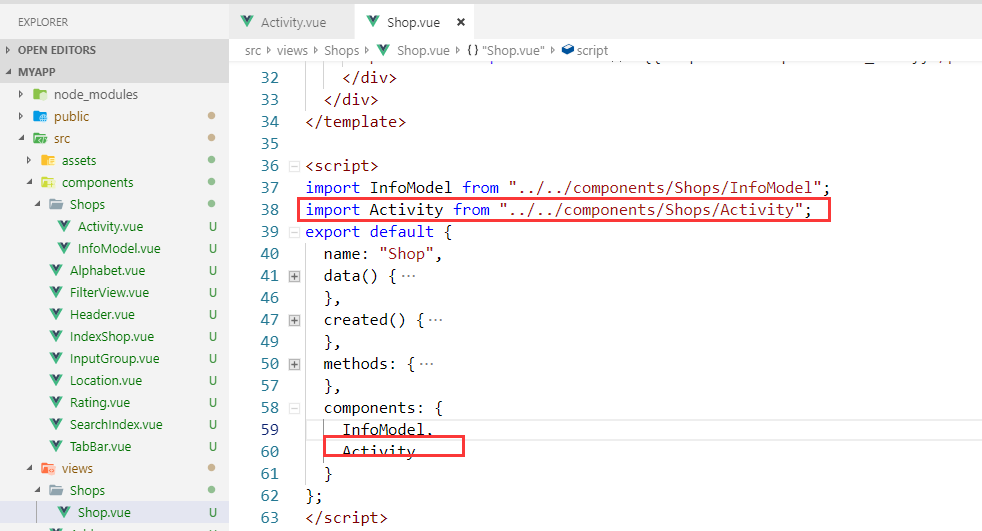 EXPLORER
OPEN EDITORS
MYAPP
node_modules
public
src
assets
components
Shops
Activity.vue U
InfoModel.vue U
Alphabet.vue U
FilterView.vue U
Header.vue U
IndexShop.vue U
InputGroup.vue U
Location.vue U
Rating.vue U
SearchIndex.vue U
TabBar.vue U
views
Shops
Shop.vue U
Activity.vue Shop.vue ×
src › views › Shops › Shop.vue › {} "Shop.vue" › script
32 </div>
33 </div>
34 </template>
35
36 <script>
37 import InfoModel from "../../components/Shops/InfoModel";
38 import Activity from "../../components/Shops/Activity";
39 export default {
40 name: "Shop",
41 data() {⋯
46 },
47 created() {⋯
49 },
50 methods: {⋯
57 },
58 components: {
59 InfoModel,
60 Activity
61 }
62 };
63 </script>